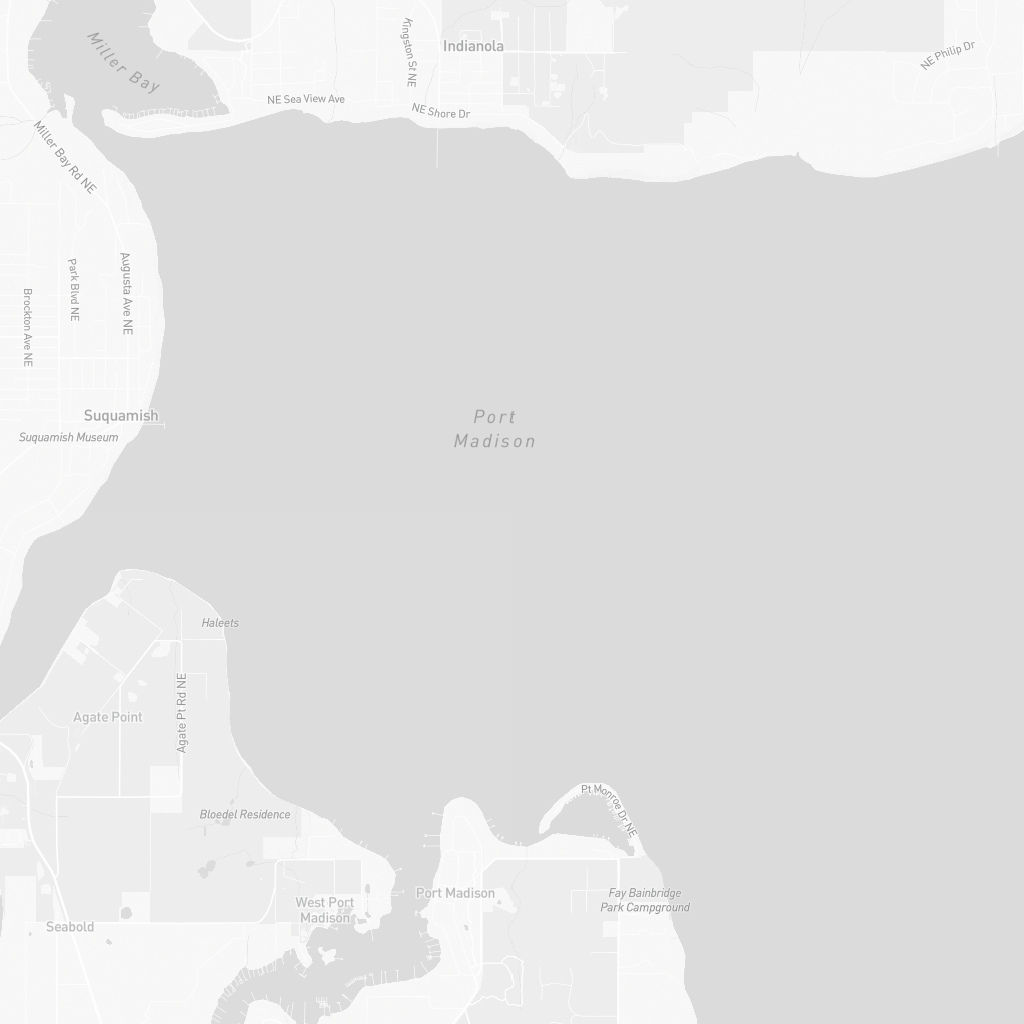 Miller Bay
Kingston St NE
Indianola
NE Philip Dr
NE Sea View Ave
NE Shore Dr
Miller Bay Rd NE
Augusta Ave NE
Park Blvd NE
Brockton Ave NE
Suquamish
Suquamish Museum
Port
Madison
Haleets
Agate Pt Rd NE
Agate Point
Bloedel Residence
Pt Monroe Dr NE
Port Madison
Fay Bainbridge
Park Campground
West Port
Madison
Seabold